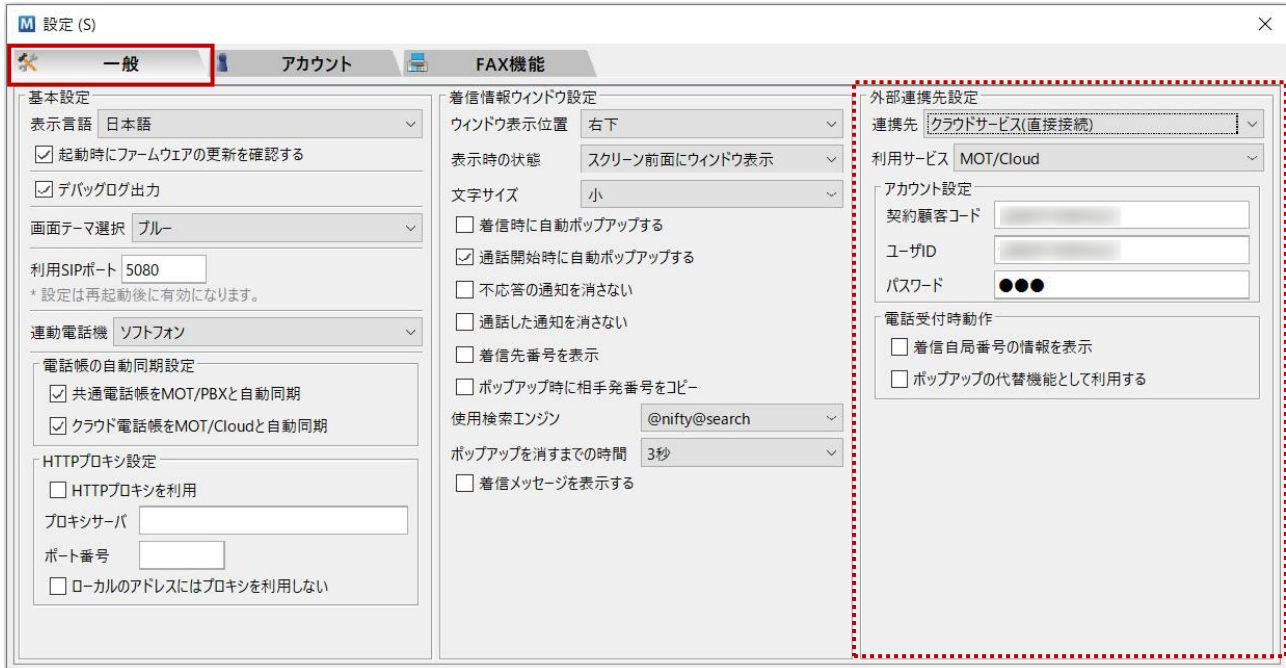 M 設定 (S)
一般
アカウント
FAX機能
基本設定
表示言語 日本語
起動時にファームウェアの更新を確認する
デバッグログ出力
画面テーマ選択 ブルー
利用SIPポート 5080
* 設定は再起動後に有効になります。
連動電話機 ソフトフォン
電話帳の自動同期設定
共通電話帳をMOT/PBXと自動同期
クラウド電話帳をMOT/Cloudと自動同期
HTTPプロキシ設定
HTTPプロキシを利用
プロキシサーバ
ポート番号
ローカルのアドレスにはプロキシを利用しない
着信情報ウィンドウ設定
ウィンドウ表示位置 右下
表示時の状態 スクリーン前面にウィンドウ表示
文字サイズ 小
着信時に自動ポップアップする
通話開始時に自動ポップアップする
不応答の通知を消さない
通話した通知を消さない
着信先番号を表示
ポップアップ時に相手発番号をコピー
使用検索エンジン @nifty@search
ポップアップを消すまでの時間 3秒
着信メッセージを表示する
外部連携先設定
連携先 クラウドサービス(直接接続)
利用サービス MOT/Cloud
アカウント設定
契約顧客コード
ユーザID
パスワード ●●●
電話受付時動作
着信自局番号の情報を表示
ポップアップの代替機能として利用する